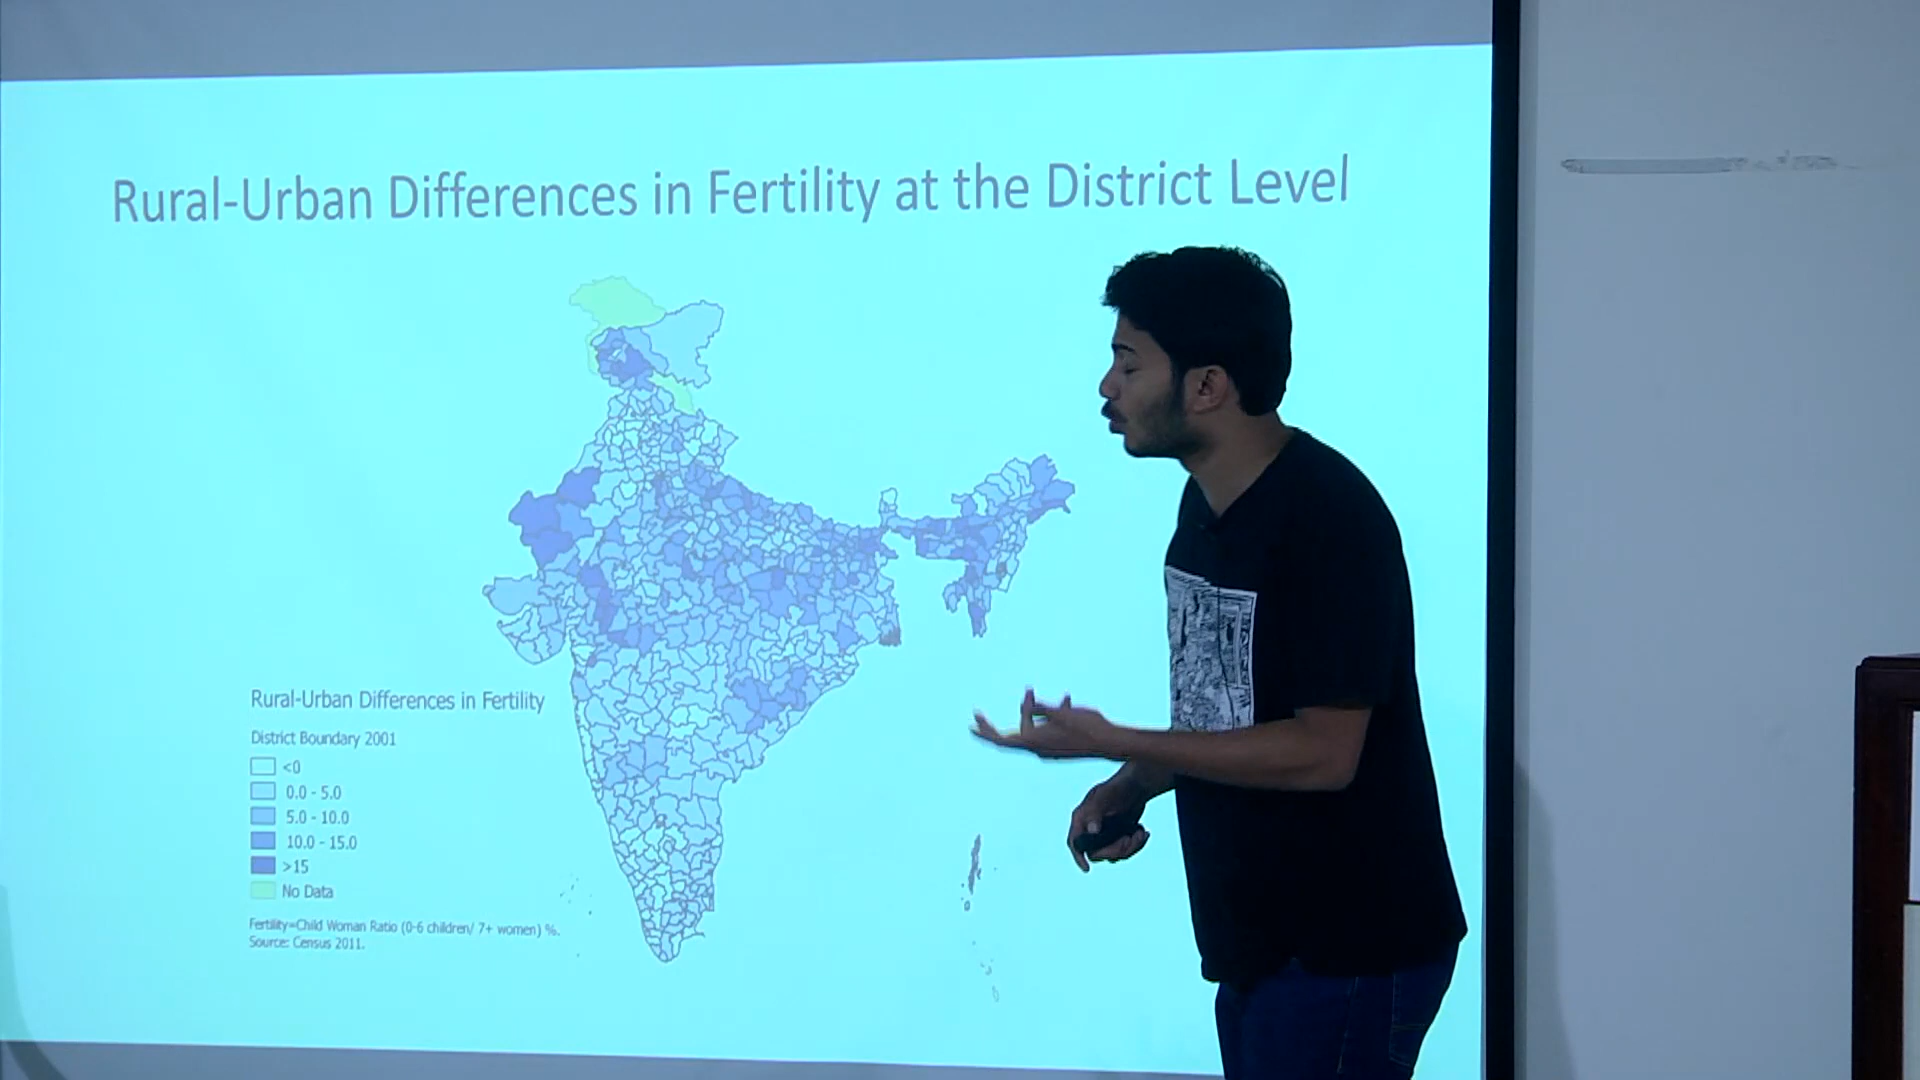 Rural-Urban Differences in Fertility at the District Level
Rural-Urban Differences in Fertility
District Boundary 2001
<0
0.0 - 5.0
5.0 - 10.0
10.0 - 15.0
>15
No Data
Fertility=Child Woman Ratio (0-6 children/ 7+ women) %.
Source: Census 2011.